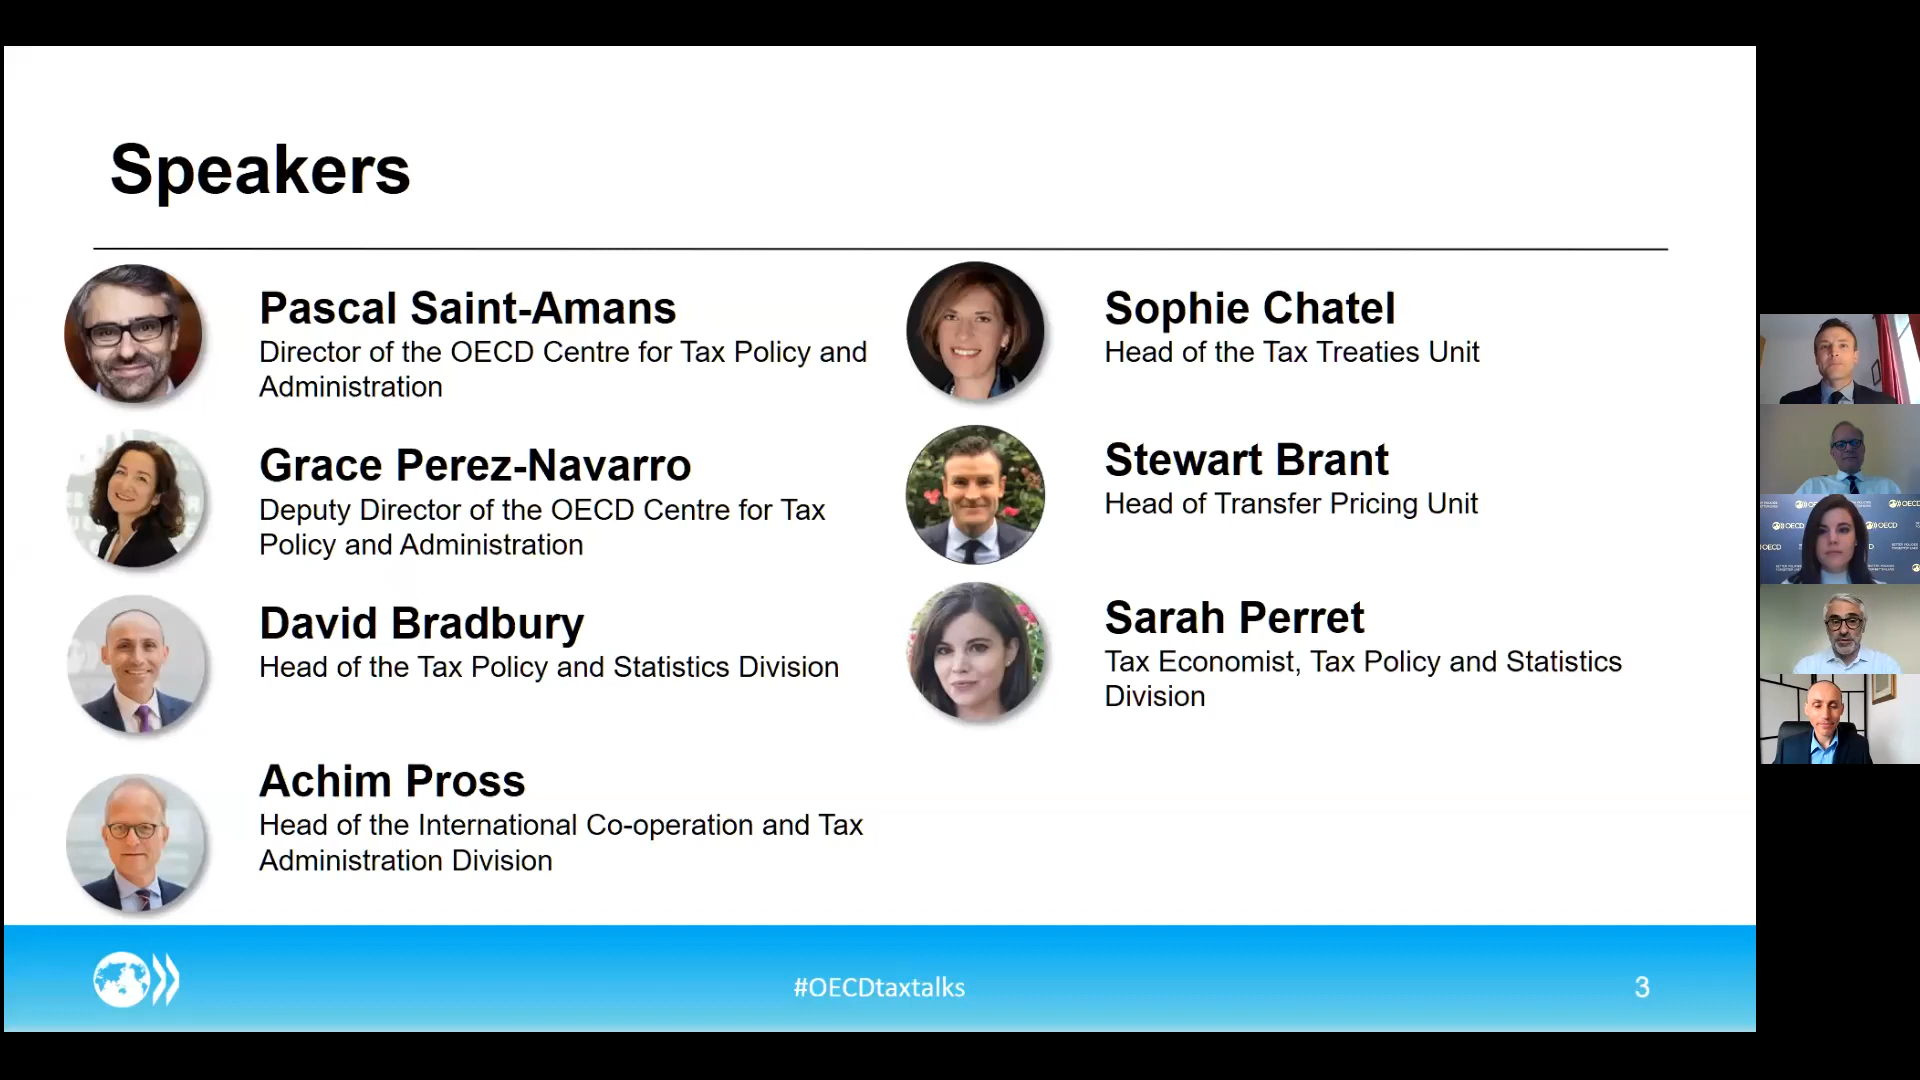 Speakers
Pascal Saint-Amans
Director of the OECD Centre for Tax Policy and
Administration
Grace Perez-Navarro
Deputy Director of the OECD Centre for Tax
Policy and Administration
David Bradbury
Head of the Tax Policy and Statistics Division
Achim Pross
Head of the International Co-operation and Tax
Administration Division
Sophie Chatel
Head of the Tax Treaties Unit
Stewart Brant
Head of Transfer Pricing Unit
Sarah Perret
Tax Economist, Tax Policy and Statistics
Division
#OECDtaxtalks
3
OECD
OECD
OECD
OECD